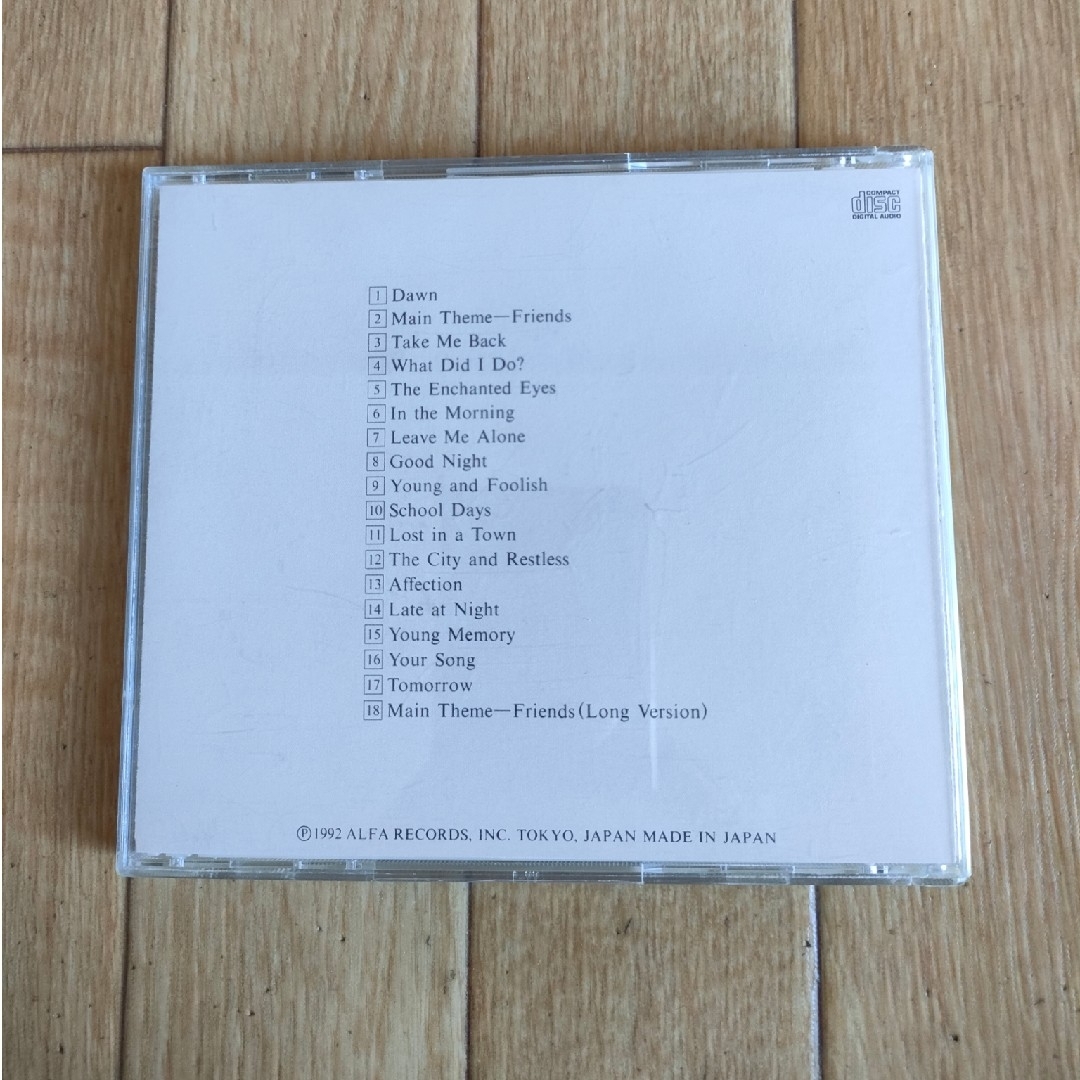 COMPACT
disc
DIGITAL AUDIO
1 Dawn
2 Main Theme—Friends
3 Take Me Back
4 What Did I Do?
5 The Enchanted Eyes
6 In the Morning
7 Leave Me Alone
8 Good Night
9 Young and Foolish
10 School Days
11 Lost in a Town
12 The City and Restless
13 Affection
14 Late at Night
15 Young Memory
16 Your Song
17 Tomorrow
18 Main Theme—Friends(Long Version)
Ⓟ1992 ALFA RECORDS, INC. TOKYO, JAPAN MADE IN JAPAN